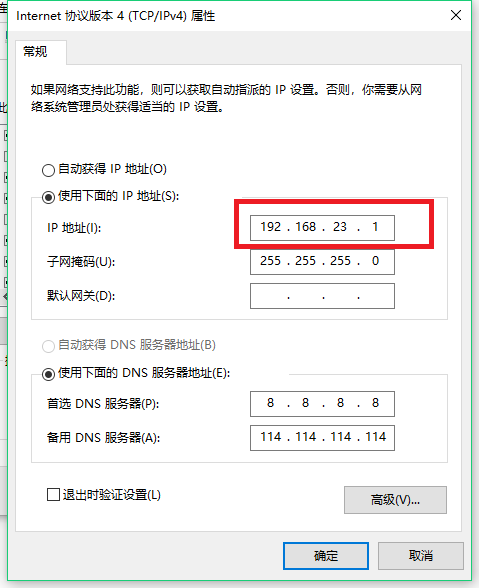 Internet 协议版本 4 (TCP/IPv4) 属性
常规
如果网络支持此功能，则可以获取自动指派的 IP 设置。否则，你需要从网
络系统管理员处获得适当的 IP 设置。
自动获得 IP 地址(O)
使用下面的 IP 地址(S):
IP 地址(I): 192 . 168 . 23 . 1
子网掩码(U): 255 . 255 . 255 . 0
默认网关(D): . . .
自动获得 DNS 服务器地址(B)
使用下面的 DNS 服务器地址(E):
首选 DNS 服务器(P): 8 . 8 . 8 . 8
备用 DNS 服务器(A): 114 . 114 . 114 . 114
退出时验证设置(L)
高级(V)...
确定 取消